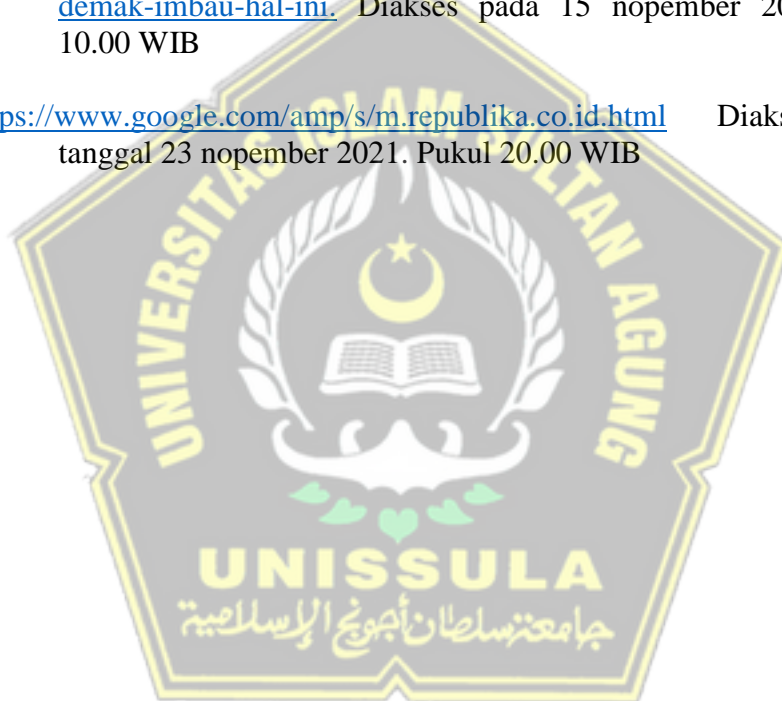 demak-imbau-hal-ini. Diakses pada 15 nopember 20
10.00 WIB
ps://www.google.com/amp/s/m.republika.co.id.html Diaks
tanggal 23 nopember 2021. Pukul 20.00 WIB
UNIVERSITAS ISLAM SULTAN AGUNG
UNISSULA
جامعة سلطان أجونج الإسلامية